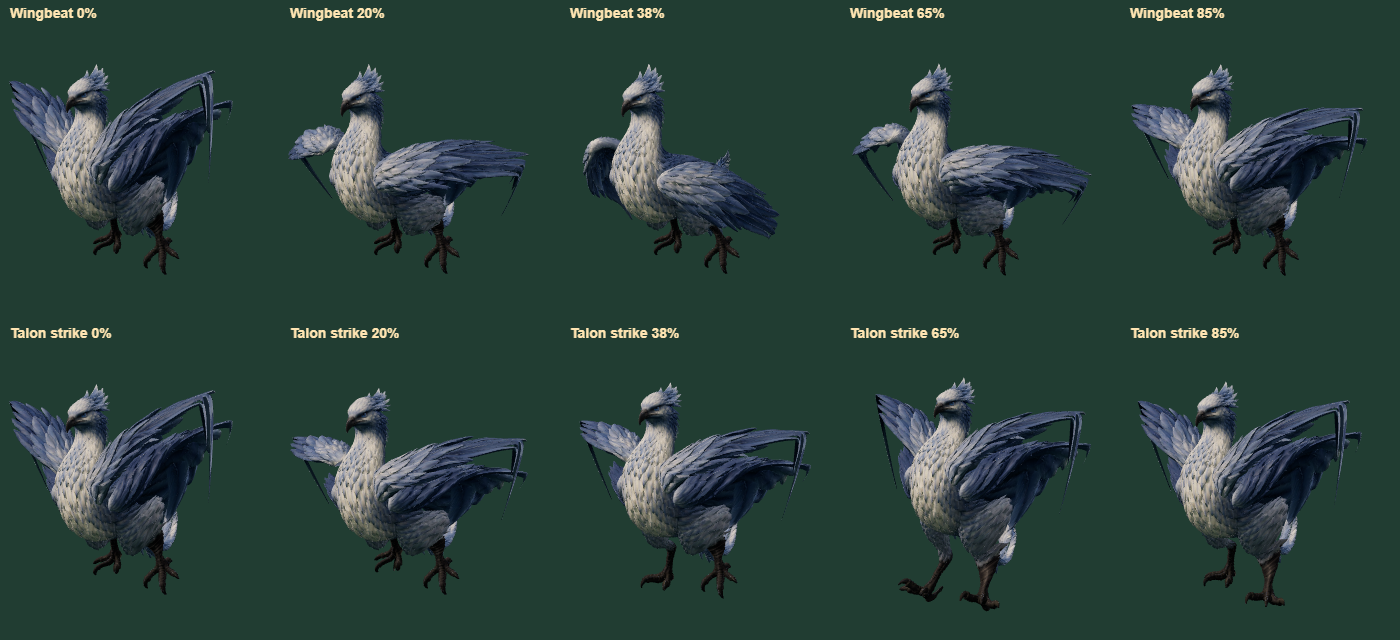 Wingbeat 0%
Wingbeat 20%
Wingbeat 38%
Wingbeat 65%
Wingbeat 85%
Talon strike 0%
Talon strike 20%
Talon strike 38%
Talon strike 65%
Talon strike 85%